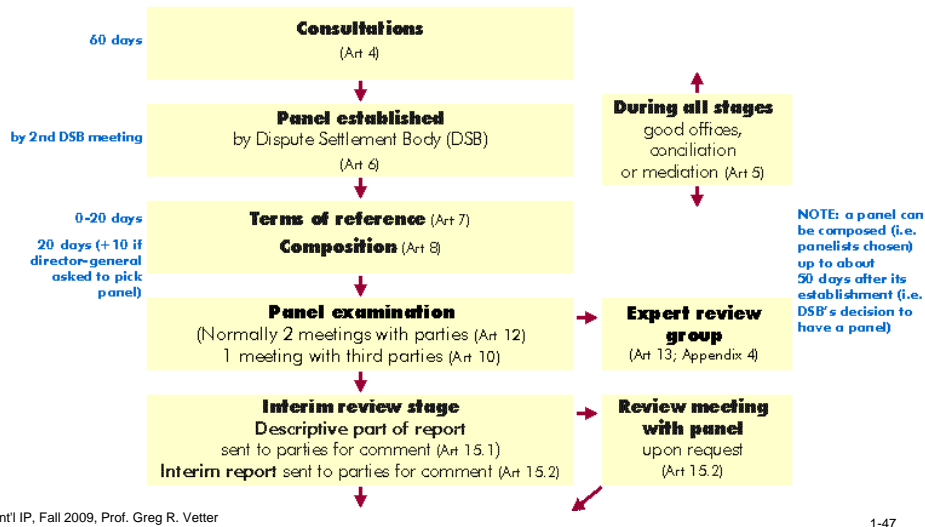 60 days
Consultations
(Art 4)
by 2nd DSB meeting
Panel established
by Dispute Settlement Body (DSB)
(Art 6)
During all stages
good offices,
conciliation
or mediation (Art 5)
0-20 days
20 days (+10 if
director-general
asked to pick
panel)
Terms of reference (Art 7)
Composition (Art 8)
NOTE: a panel can
be composed (i.e.
panelists chosen)
up to about
50 days after its
establishment (i.e.
DSB's decision to
have a panel)
Panel examination
(Normally 2 meetings with parties (Art 12)
1 meeting with third parties (Art 10)
Expert review
group
(Art 13; Appendix 4)
Interim review stage
Descriptive part of report
sent to parties for comment (Art 15.1)
Interim report sent to parties for comment (Art 15.2)
Review meeting
with panel
upon request
(Art 15.2)
nt'l IP, Fall 2009, Prof. Greg R. Vetter
1-47